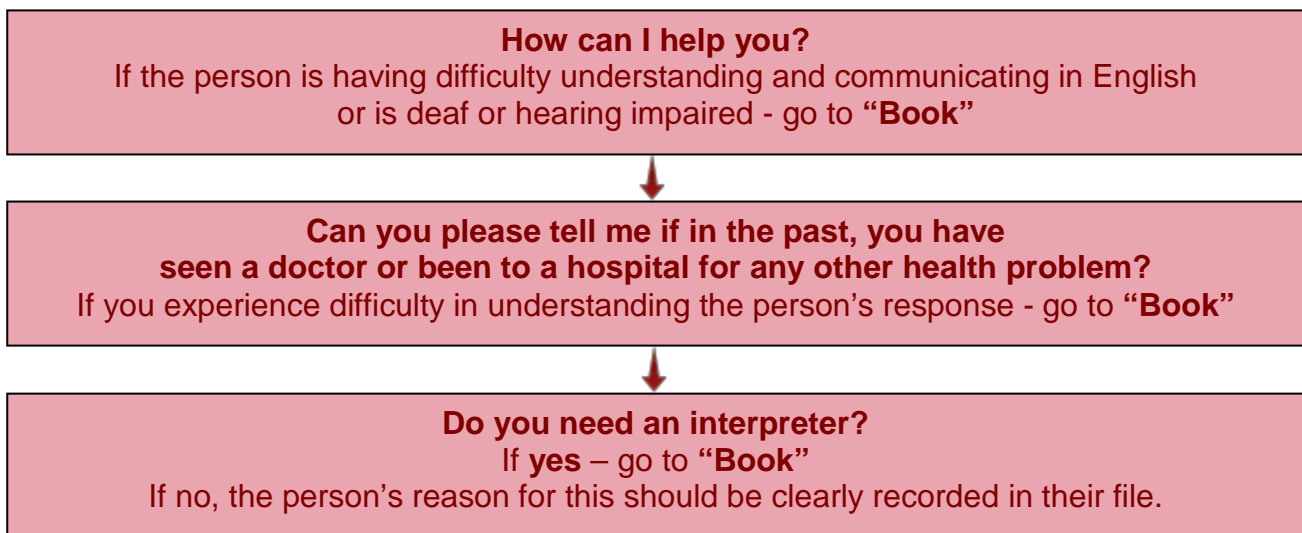 How can I help you?
If the person is having difficulty understanding and communicating in English
or is deaf or hearing impaired - go to “Book”
Can you please tell me if in the past, you have
seen a doctor or been to a hospital for any other health problem?
If you experience difficulty in understanding the person’s response - go to “Book”
Do you need an interpreter?
If yes – go to “Book”
If no, the person’s reason for this should be clearly recorded in their file.